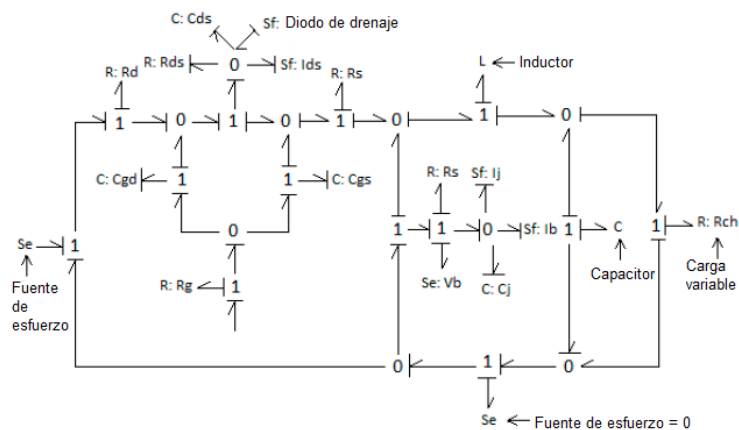 C: Cds
Sf: Diodo de drenaje
R: Rds 0 Sf: Ids
R: Rd
R: Rs
L Inductor
1 0 1 0 1 0 1 0
C: Cgd 1
1 C: Cgs
R: Rs Sf: Ij
0
Se 1
1 1 0 Sf: Ib 1 C
1 R: Rch
Fuente de esfuerzo
Se: Vb C: Cj
Capacitor
Carga variable
R: Rg 1
0 1 0
Se Fuente de esfuerzo = 0